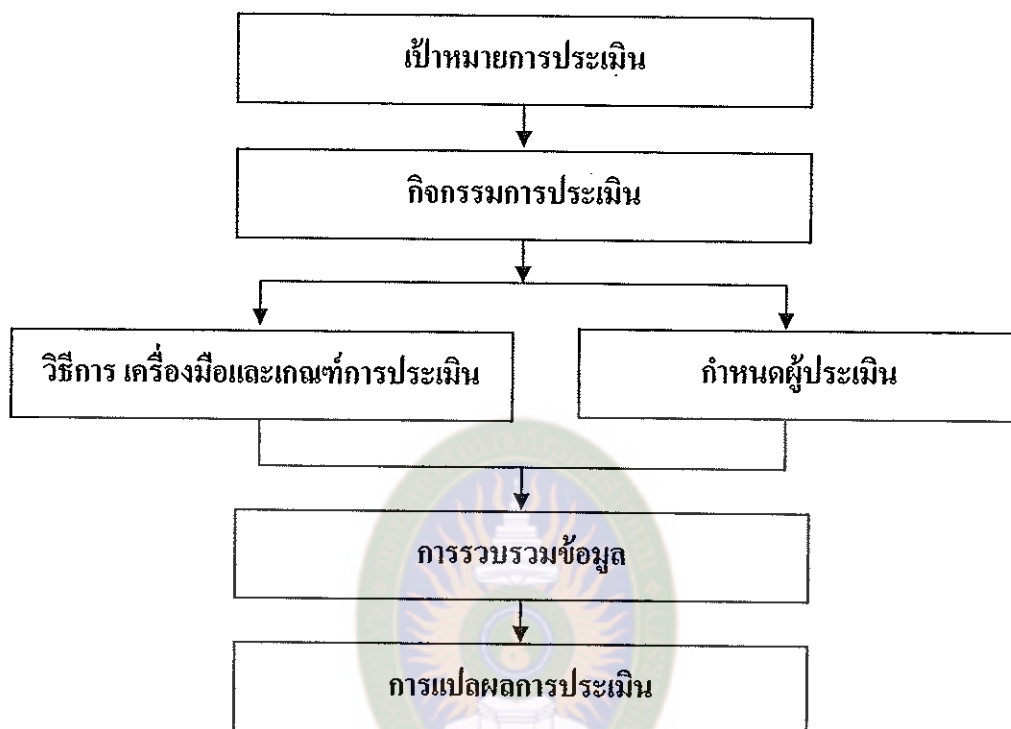 เป้าหมายการประเมิน
กิจกรรมการประเมิน
วิธีการ เครื่องมือและเกณฑ์การประเมิน
กำหนดผู้ประเมิน
การรวบรวมข้อมูล
การแปลผลการประเมิน